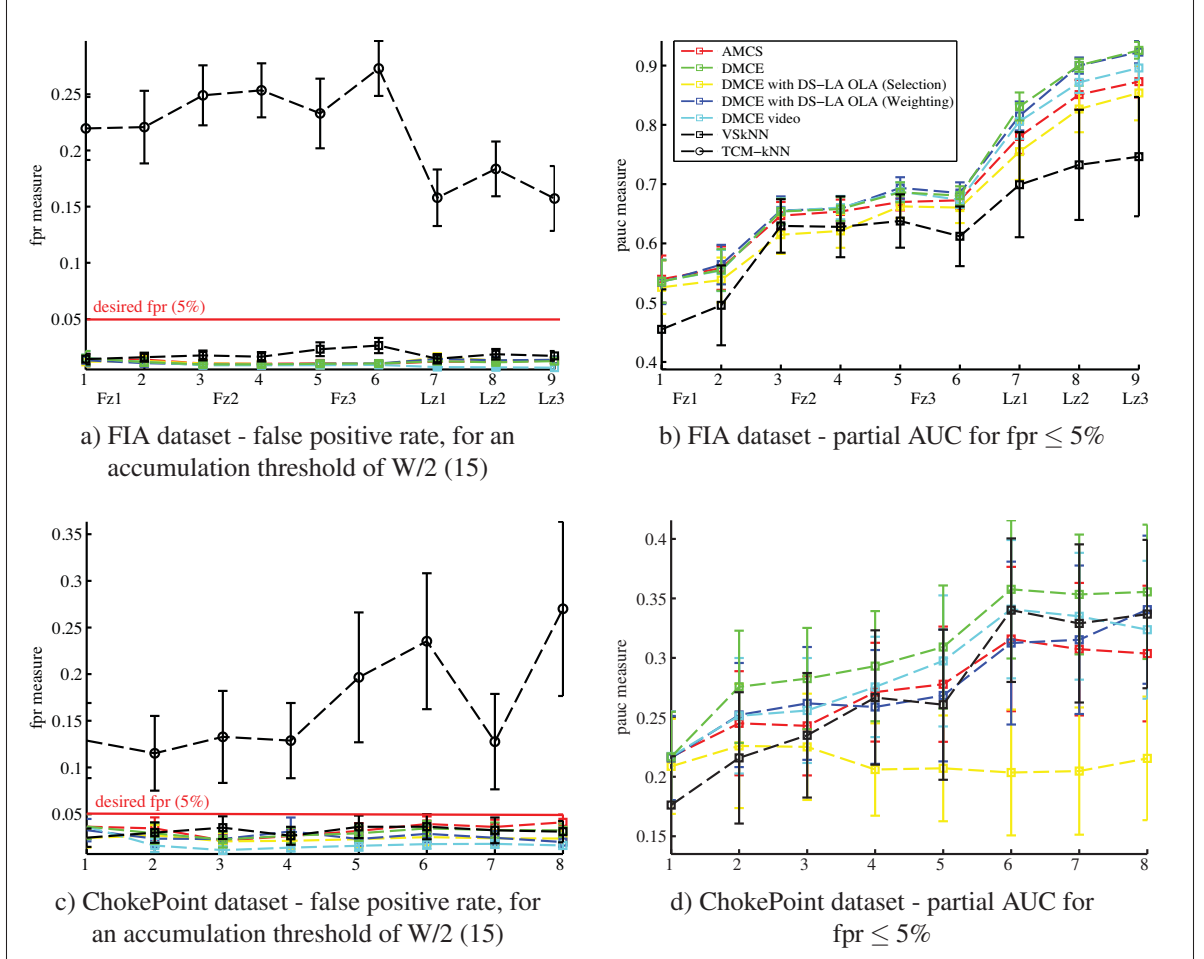 0.25
0.2
0.15
0.1
0.05
fpr measure
desired fpr (5%)
1 2 3 4 5 6 7 8 9
Fz1 Fz2 Fz3 Lz1 Lz2 Lz3
a) FIA dataset - false positive rate, for an
accumulation threshold of W/2 (15)
0.9
0.8
0.7
0.6
0.5
0.4
pauc measure
AMCS
DMCE
DMCE with DS−LA OLA (Selection)
DMCE with DS−LA OLA (Weighting)
DMCE video
VSkNN
TCM−kNN
1 2 3 4 5 6 7 8 9
Fz1 Fz2 Fz3 Lz1 Lz2 Lz3
b) FIA dataset - partial AUC for fpr ≤ 5%
0.35
0.3
0.25
0.2
0.15
0.1
0.05
fpr measure
desired fpr (5%)
1 2 3 4 5 6 7 8
c) ChokePoint dataset - false positive rate, for
an accumulation threshold of W/2 (15)
0.4
0.35
0.3
0.25
0.2
0.15
pauc measure
1 2 3 4 5 6 7 8
d) ChokePoint dataset - partial AUC for
fpr ≤ 5%